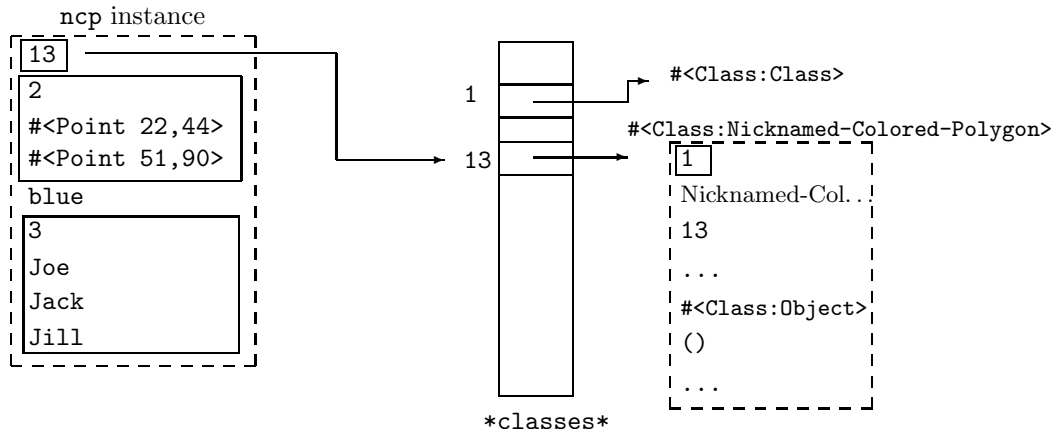 ncp instance
13
2
#<Point 22,44>
#<Point 51,90>
blue
3
Joe
Jack
Jill
1
13
*classes*
#<Class:Class>
#<Class:Nicknamed-Colored-Polygon>
1
Nicknamed-Col...
13
...
#<Class:Object>
()
...